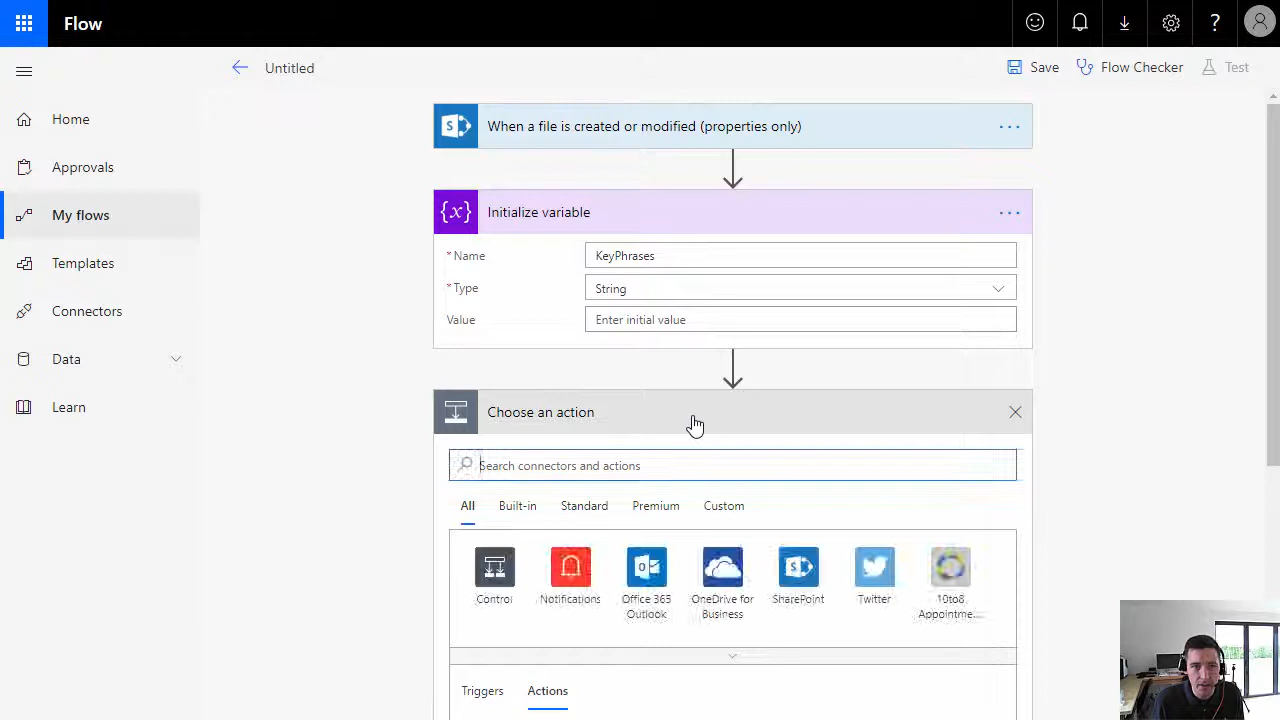 Flow
?
Untitled
Save
Flow Checker
Test
Home
Approvals
My flows
Templates
Connectors
Data
Learn
When a file is created or modified (properties only)
...
{x}
Initialize variable
...
* Name
KeyPhrases
* Type
String
Value
Enter initial value
Choose an action
Search connectors and actions
All
Built-in
Standard
Premium
Custom
Control
Notifications
Office 365
Outlook
OneDrive for
Business
SharePoint
Twitter
10to8
Appointme...
Triggers
Actions